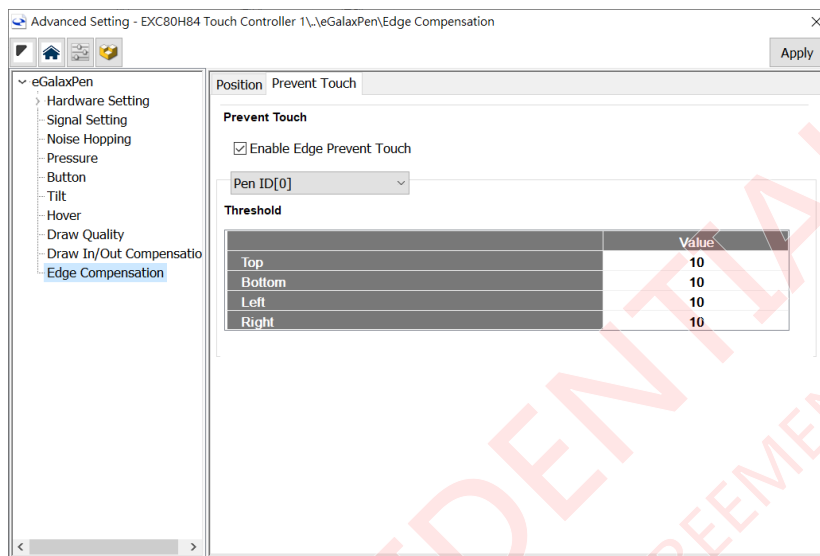 Advanced Setting - EXC80H84 Touch Controller 1\..\eGalaxPen\Edge Compensation
Apply
eGalaxPen
Hardware Setting
Signal Setting
Noise Hopping
Pressure
Button
Tilt
Hover
Draw Quality
Draw In/Out Compensatio
Edge Compensation
Position Prevent Touch
Prevent Touch
Enable Edge Prevent Touch
Pen ID[0]
Threshold
Value
Top 10
Bottom 10
Left 10
Right 10